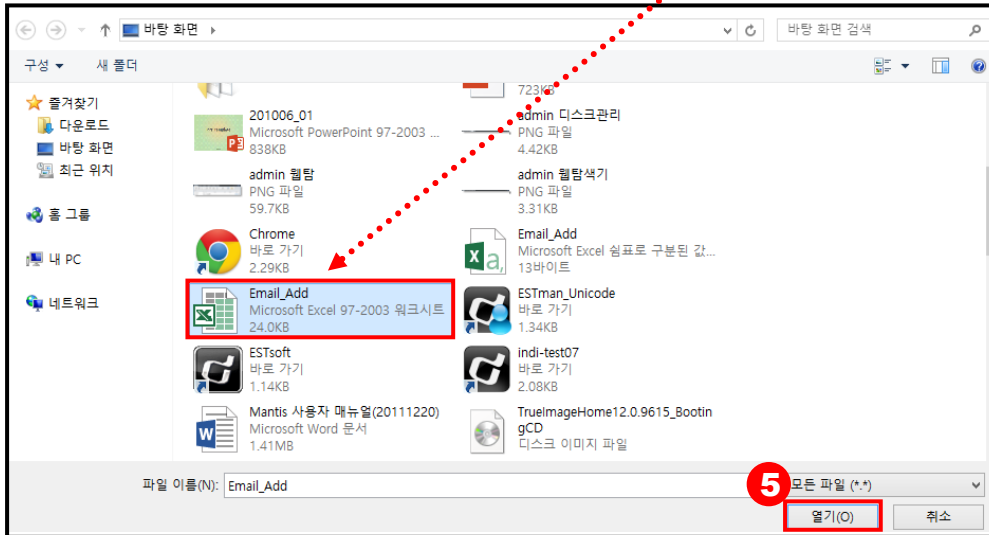 바탕 화면
바탕 화면 검색
구성
새 폴더
즐겨찾기
다운로드
바탕 화면
최근 위치
홈 그룹
내 PC
네트워크
723KB
201006_01
Microsoft PowerPoint 97-2003 ...
838KB
admin 디스크관리
PNG 파일
4.42KB
admin 웹탐
PNG 파일
59.7KB
admin 웹탐색기
PNG 파일
3.31KB
Chrome
바로 가기
2.29KB
Email_Add
Microsoft Excel 쉼표로 구분된 값...
13바이트
Email_Add
Microsoft Excel 97-2003 워크시트
24.0KB
ESTman_Unicode
바로 가기
1.34KB
ESTsoft
바로 가기
1.14KB
indi-test07
바로 가기
2.08KB
Mantis 사용자 매뉴얼(20111220)
Microsoft Word 문서
1.41MB
TrueImageHome12.0.9615_Bootin
gCD
디스크 이미지 파일
파일 이름(N):
Email_Add
5
모든 파일 (*.*)
열기(O)
취소